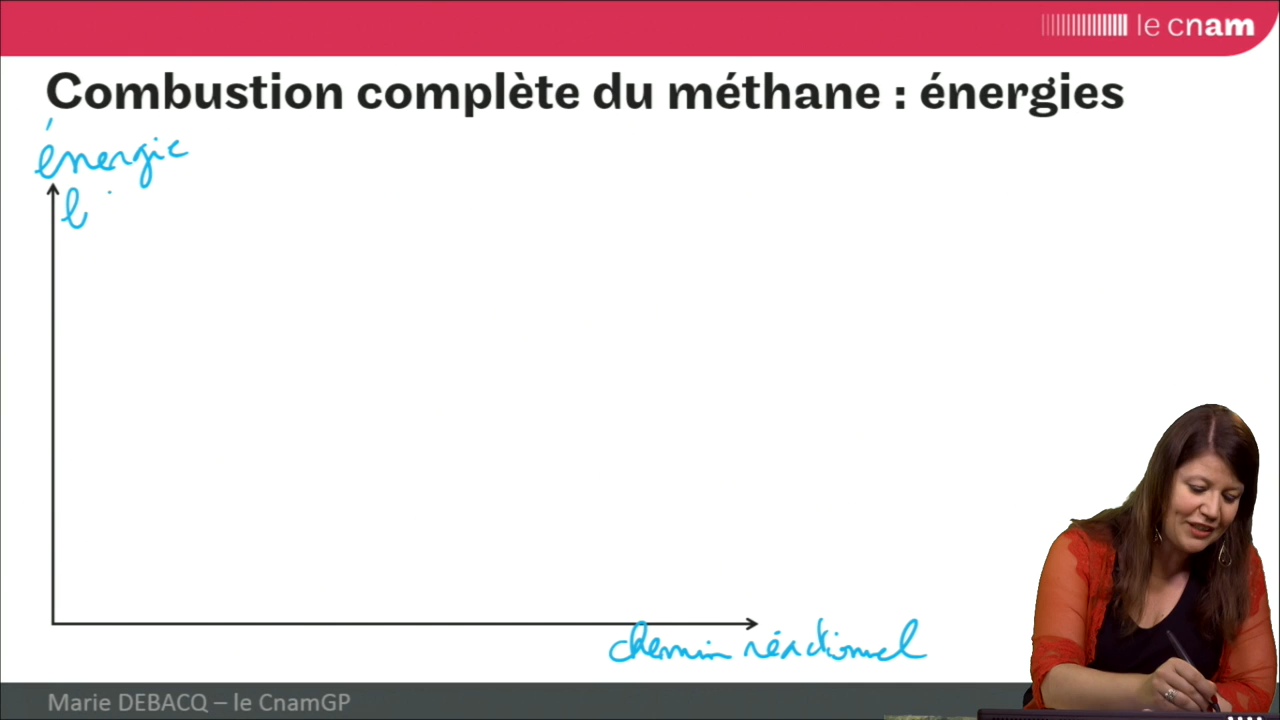 le cnam
Combustion complète du méthane : énergies
énergie
chemin réactionnel
Marie DEBACQ – le CnamGP